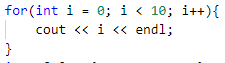 for(int i = 0; i < 10; i++){
    cout << i << endl;
}